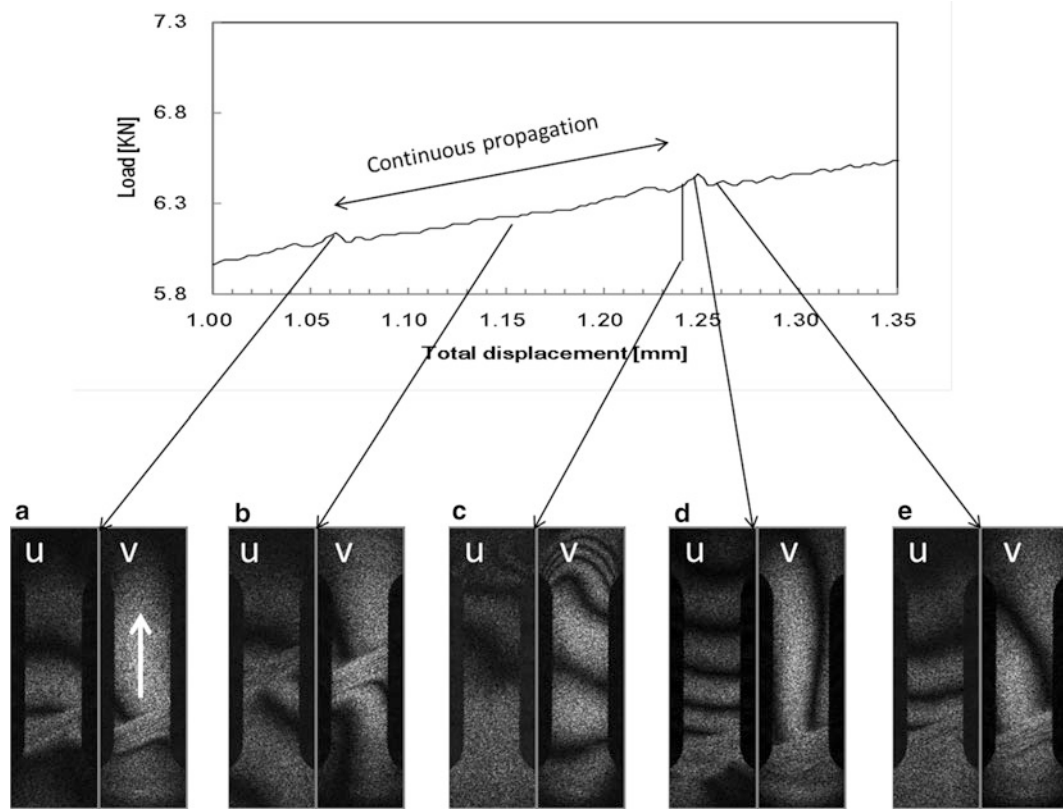 7.3
6.8
Load [KN]
Continuous propagation
6.3
5.8
1.00 1.05 1.10 1.15 1.20 1.25 1.30 1.35
Total displacement [mm]
a b c d e
u v u v u v u v u v